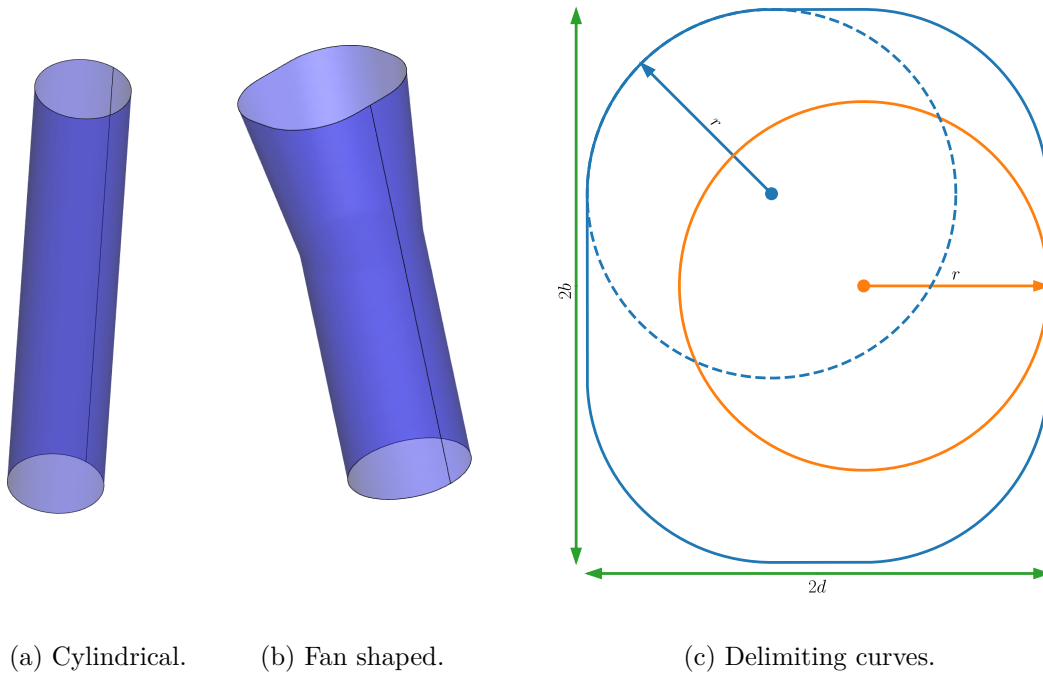 r
r
2b
2d
(a) Cylindrical.
(b) Fan shaped.
(c) Delimiting curves.